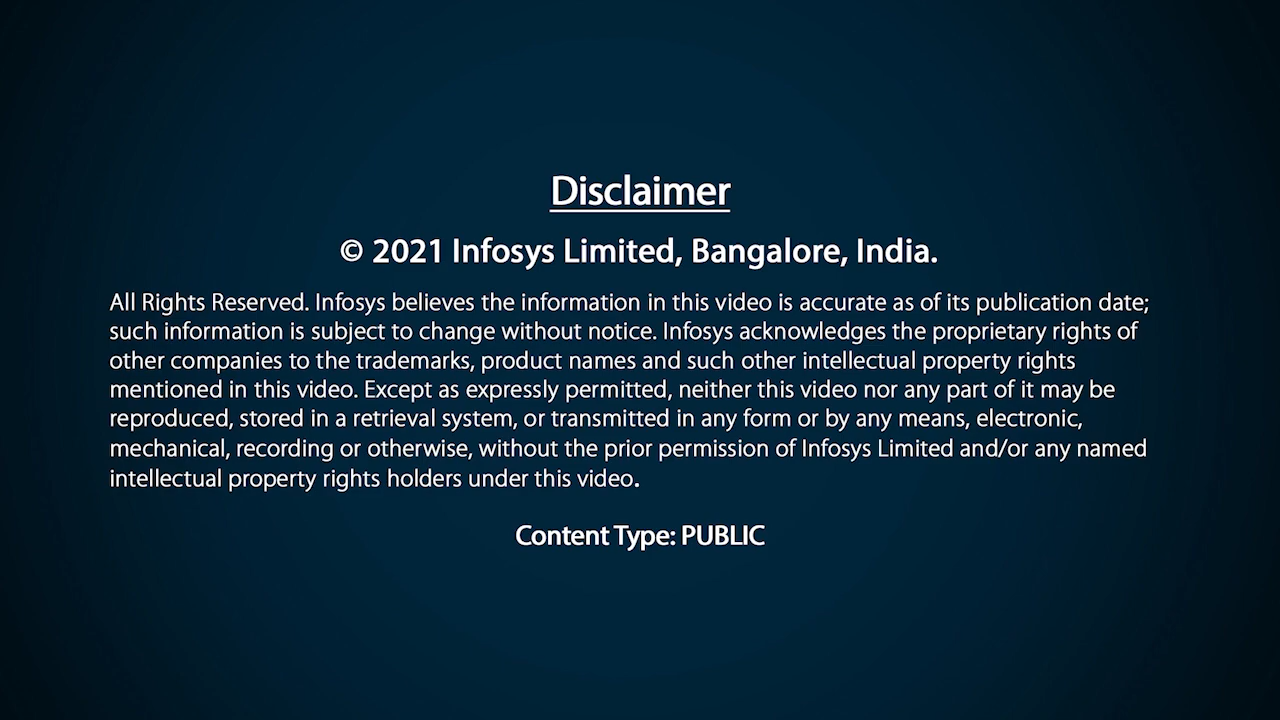 Disclaimer
© 2021 Infosys Limited, Bangalore, India.
All Rights Reserved. Infosys believes the information in this video is accurate as of its publication date;
such information is subject to change without notice. Infosys acknowledges the proprietary rights of
other companies to the trademarks, product names and such other intellectual property rights
mentioned in this video. Except as expressly permitted, neither this video nor any part of it may be
reproduced, stored in a retrieval system, or transmitted in any form or by any means, electronic,
mechanical, recording or otherwise, without the prior permission of Infosys Limited and/or any named
intellectual property rights holders under this video.
Content Type: PUBLIC